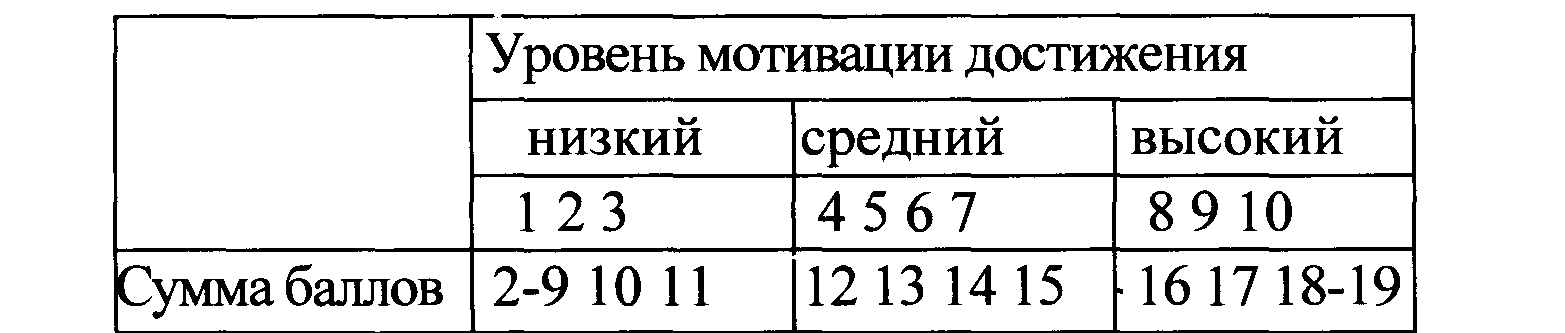 Уровень мотивации достижения
низкий средний высокий
1 2 3 4 5 6 7 8 9 10
Сумма баллов 2-9 10 11 12 13 14 15 16 17 18-19